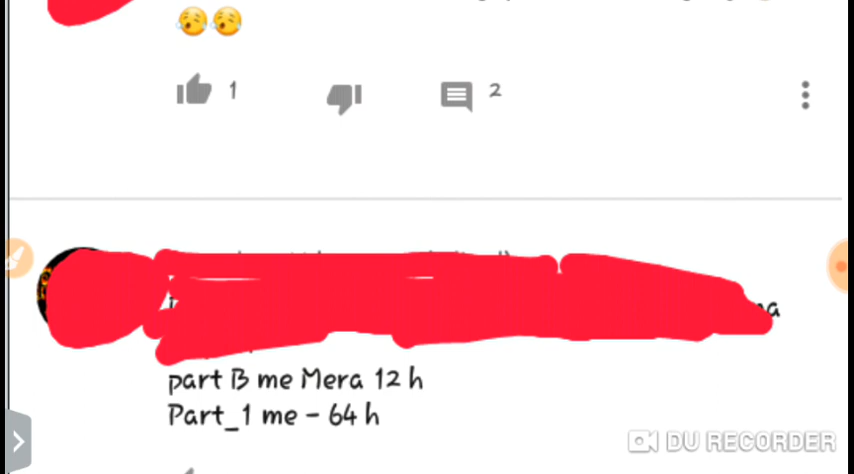 1
2
part B me Mera 12 h
Part_1 me - 64 h
DU RECORDER